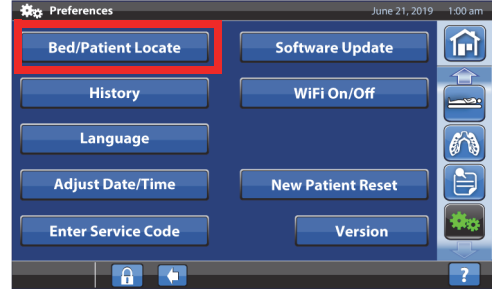 Preferences June 21, 2019 1:00 am
Bed/Patient Locate Software Update
History WiFi On/Off
Language
Adjust Date/Time New Patient Reset
Enter Service Code Version
?